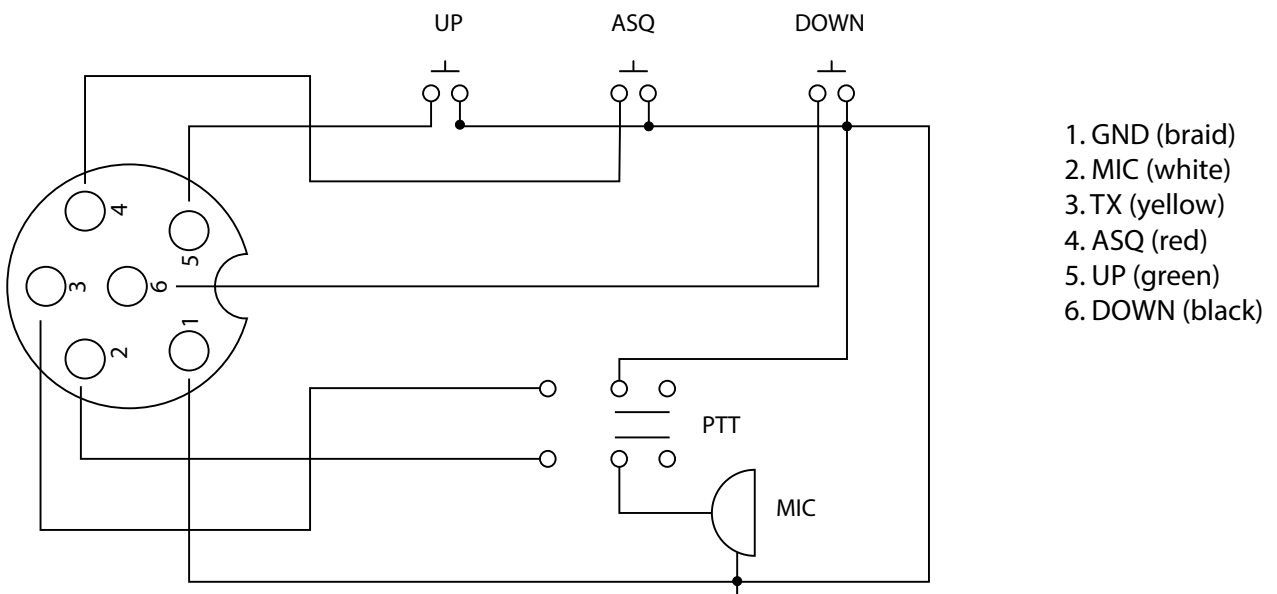 UP
ASQ
DOWN
4
5
3
6
1
2
PTT
MIC
1. GND (braid)
2. MIC (white)
3. TX (yellow)
4. ASQ (red)
5. UP (green)
6. DOWN (black)